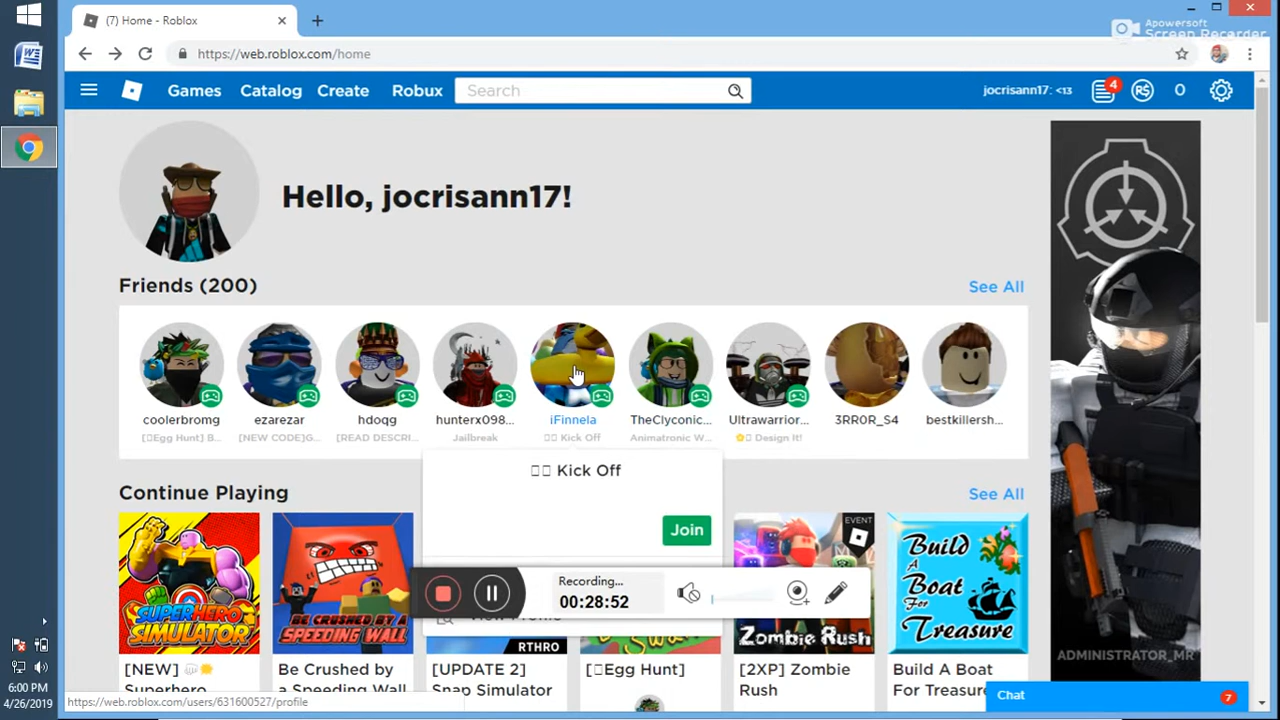 (7) Home - Roblox
Apowersoft
Screen Recorder
https://web.roblox.com/home
Games Catalog Create Robux Search jocrisann17: <13 4 R$ 0
Hello, jocrisann17!
Friends (200) See All
coolerbromg ezarezar hdoqg hunterx098... iFinnela TheClyconic... Ultrawarrior... 3RR0R_S4 bestkillersh...
[Egg Hunt] B... [NEW CODE]G... [READ DESCRI... Jailbreak Kick Off Animatronic W... Design It!
Kick Off
Join
Continue Playing See All
SUPERHERO
SIMULATOR
BE CRUSHED BY A
SPEEDING WALL
EVENT
Zombie Rush
Build
A
Boat
For
Treasure
RTHRO
Recording...
00:28:52
View Profile
[NEW] Superhero
Be Crushed by
a Speeding Wall
[UPDATE 2]
Snap Simulator
[Egg Hunt]
[2XP] Zombie
Rush
Build A Boat
For Treasure
ADMINISTRATOR_MR
Chat 7
https://web.roblox.com/users/631600527/profile
6:00 PM
4/26/2019